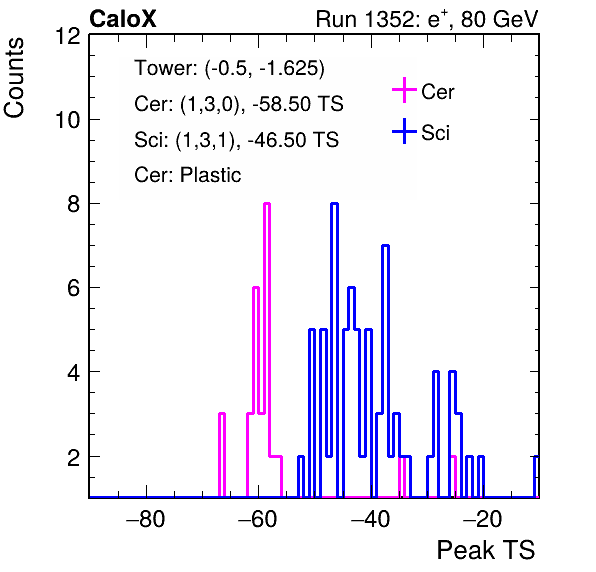 CaloX Run 1352: e⁺, 80 GeV
Counts
12
10
8
6
4
2
Tower: (-0.5, -1.625)
Cer: (1,3,0), -58.50 TS
Sci: (1,3,1), -46.50 TS
Cer: Plastic
Cer
Sci
−80 −60 −40 −20
Peak TS